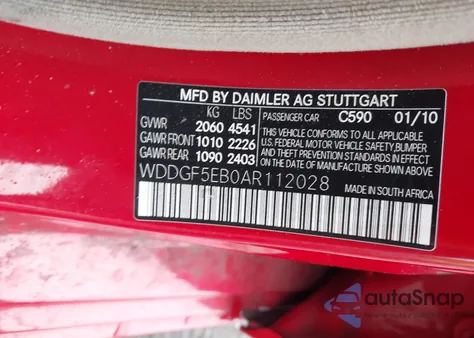 MFD BY DAIMLER AG STUTTGART
KG LBS PASSENGER CAR C590 01/10
GVWR 2060 4541 THIS VEHICLE CONFORMS TO ALL APPLICABLE
GAWR FRONT 1010 2226 U.S. FEDERAL MOTOR VEHICLE SAFETY, BUMPER
GAWR REAR 1090 2403 AND THEFT PREVENTION STANDARDS IN EFFECT
ON THE DATE OF MANUFACTURE SHOWN ABOVE
WDDGF5EB0AR112028 MADE IN SOUTH AFRICA
autoSnap